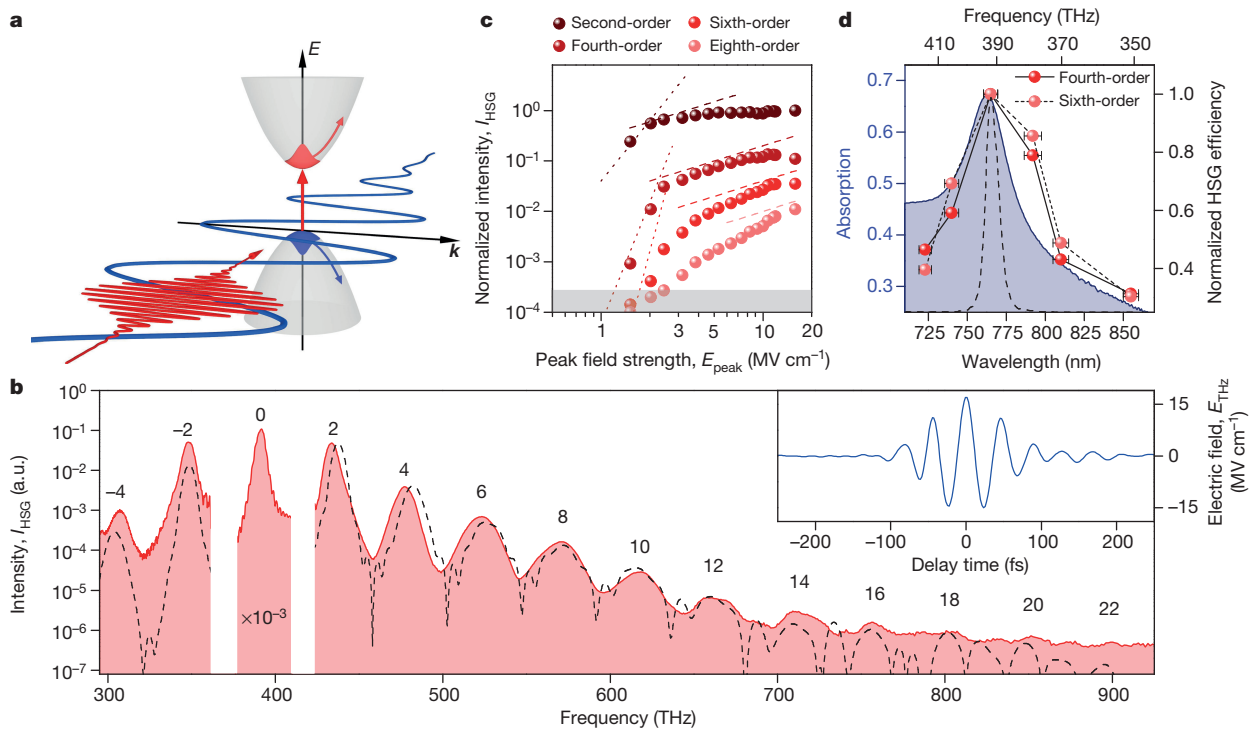 a
E
k
c
Second-order
Sixth-order
Fourth-order
Eighth-order
Normalized intensity, I_HSG
10⁰
10⁻¹
10⁻²
10⁻³
10⁻⁴
1 3 10 20
Peak field strength, E_peak (MV cm⁻¹)
d
Frequency (THz)
410 390 370 350
Fourth-order
Sixth-order
Absorption
0.7
0.6
0.5
0.4
0.3
Normalized HSG efficiency
1.0
0.8
0.6
0.4
725 750 775 800 825 850
Wavelength (nm)
b
Intensity, I_HSG (a.u.)
10⁰
10⁻¹
10⁻²
10⁻³
10⁻⁴
10⁻⁵
10⁻⁶
10⁻⁷
−4 −2 0 2 4 6 8 10 12 14 16 18 20 22
×10⁻³
300 400 500 600 700 800 900
Frequency (THz)
Electric field, E_THz
(MV cm⁻¹)
15
0
−15
−200 −100 0 100 200
Delay time (fs)